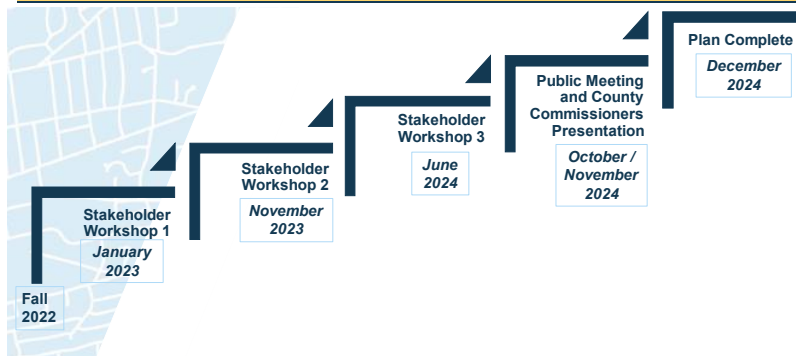 Fall
2022
Stakeholder
Workshop 1
January
2023
Stakeholder
Workshop 2
November
2023
Stakeholder
Workshop 3
June
2024
Public Meeting
and County
Commissioners
Presentation
October /
November
2024
Plan Complete
December
2024